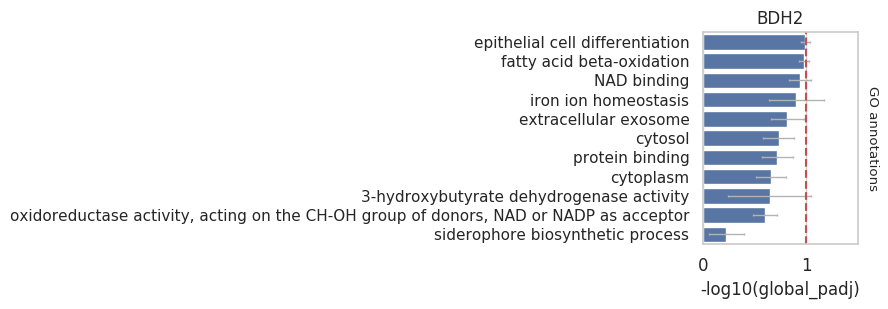 BDH2
epithelial cell differentiation
fatty acid beta-oxidation
NAD binding
iron ion homeostasis
extracellular exosome
cytosol
protein binding
cytoplasm
3-hydroxybutyrate dehydrogenase activity
oxidoreductase activity, acting on the CH-OH group of donors, NAD or NADP as acceptor
siderophore biosynthetic process
GO annotations
0 1
-log10(global_padj)